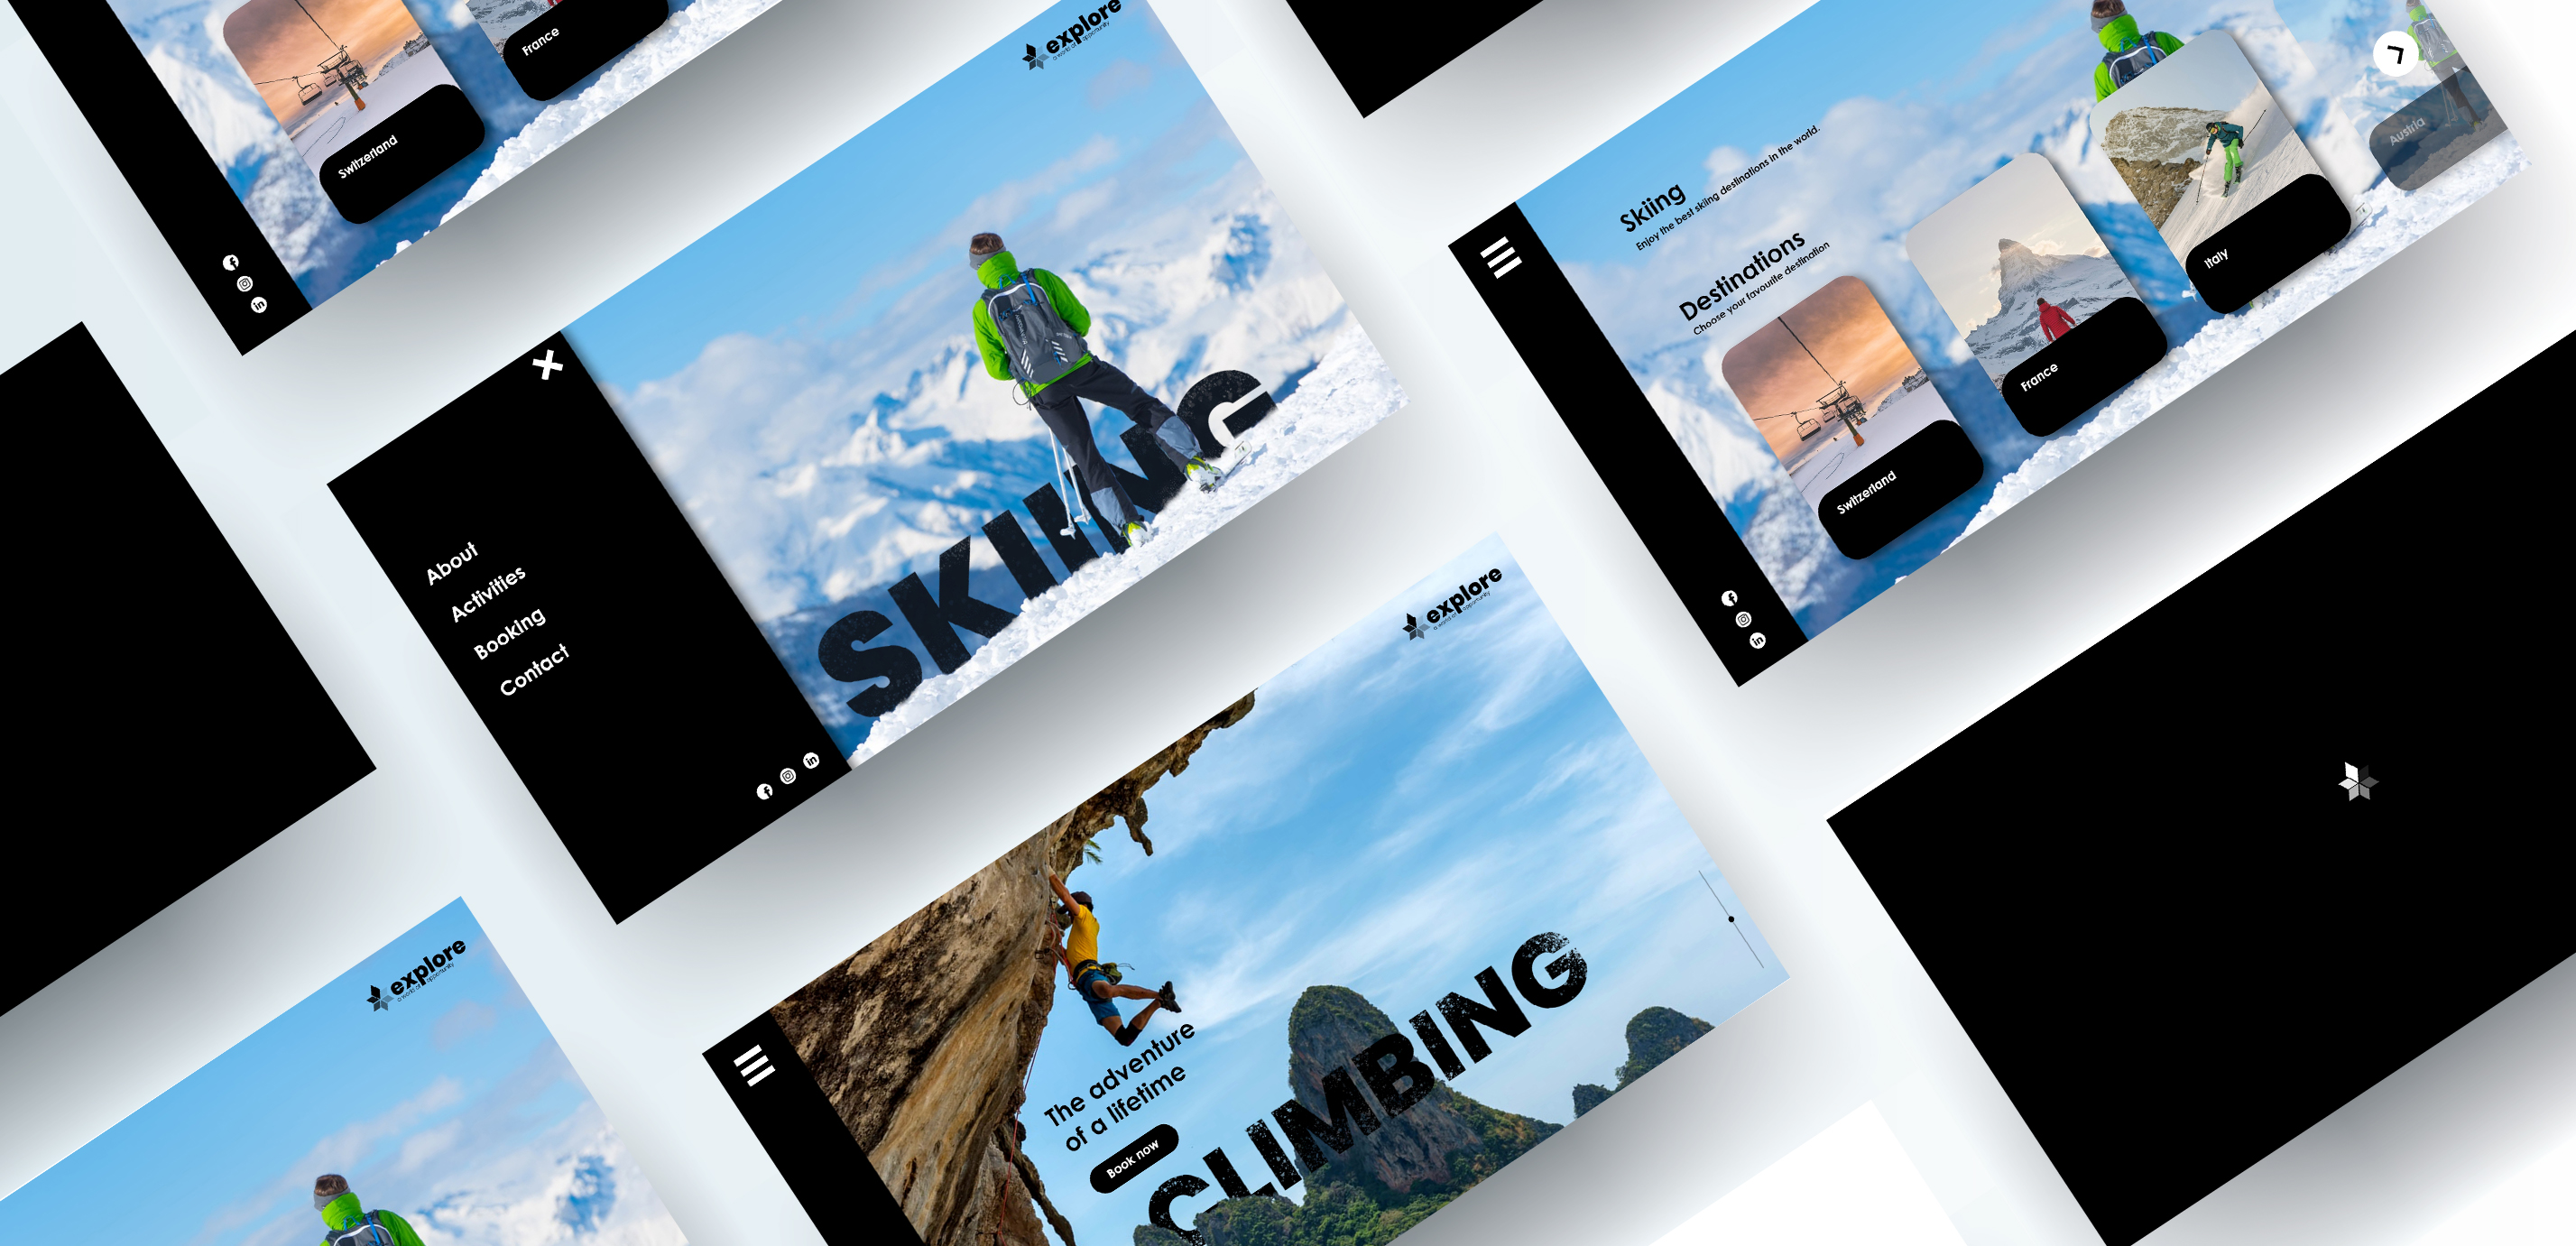 Switzerland
France
explore
a world of opportunity
About
Activities
Booking
Contact
SKIING
Skiing
Enjoy the best skiing destinations in the world.
Destinations
Choose your favourite destination
Switzerland
France
Italy
Austria
explore
a world of opportunity
The adventure
of a lifetime
Book now
CLIMBING
explore
a world of opportunity